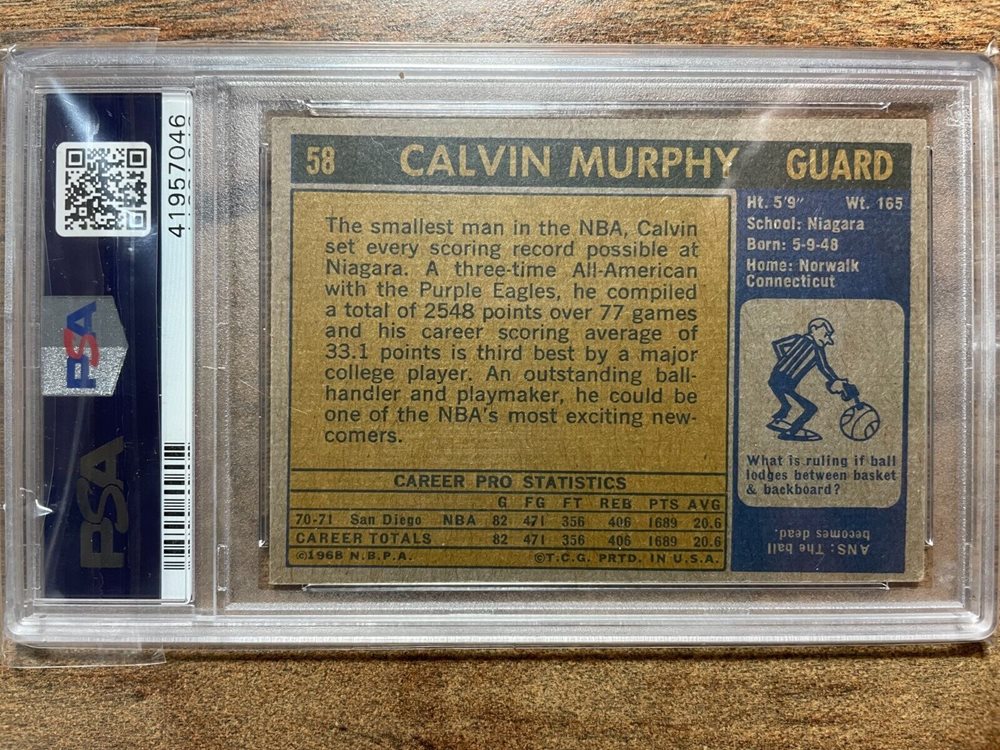 41957046
PSA
PSA
58 CALVIN MURPHY GUARD
The smallest man in the NBA, Calvin
set every scoring record possible at
Niagara. A three-time All-American
with the Purple Eagles, he compiled
a total of 2548 points over 77 games
and his career scoring average of
33.1 points is third best by a major
college player. An outstanding ball-
handler and playmaker, he could be
one of the NBA's most exciting new-
comers.
CAREER PRO STATISTICS
G FG FT REB PTS AVG
70-71 San Diego NBA 82 471 356 406 1689 20.6
CAREER TOTALS 82 471 356 406 1689 20.6
©1968 N.B.P.A. ©T.C.G. PRTD. IN U.S.A.
Ht. 5'9" Wt. 165
School: Niagara
Born: 5-9-48
Home: Norwalk
Connecticut
What is ruling if ball
lodges between basket
& backboard?
ANS: The ball
becomes dead.